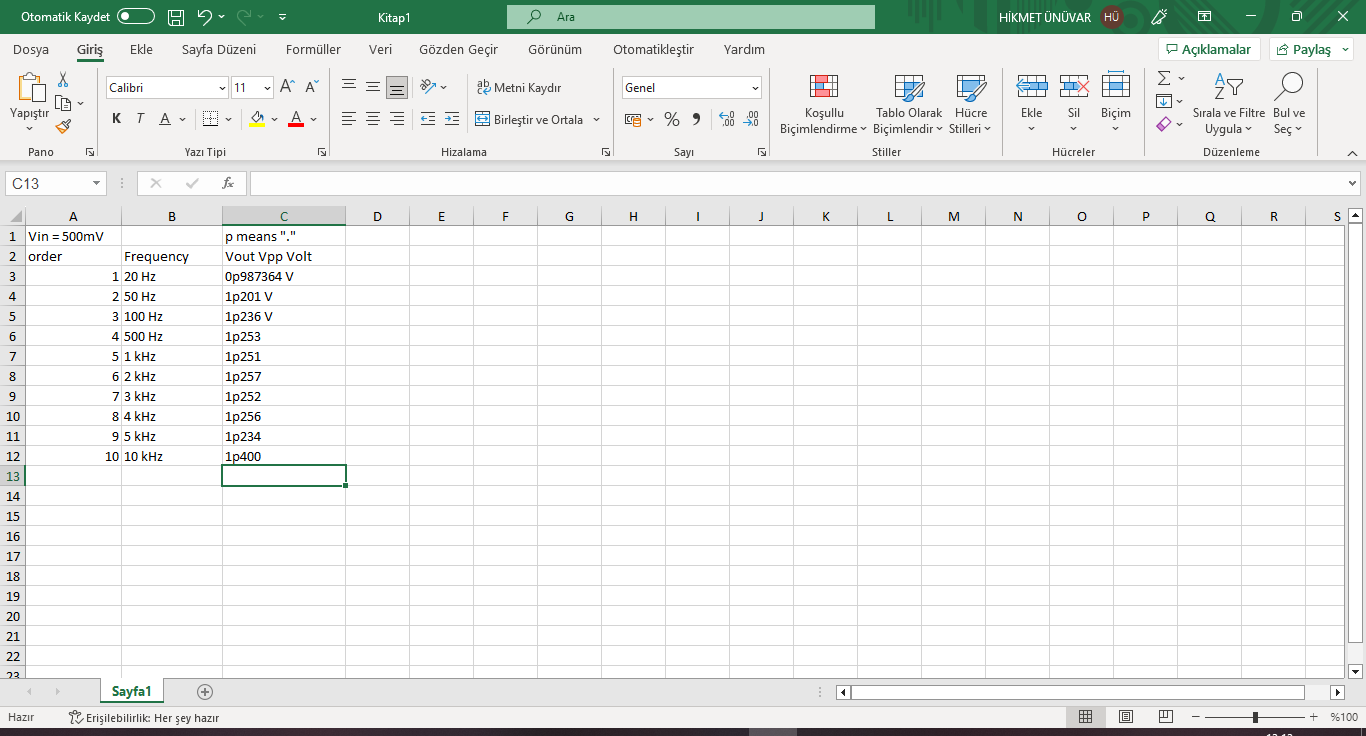 Otomatik Kaydet
Kitap1
Ara
HİKMET ÜNÜVAR HÜ
Dosya Giriş Ekle Sayfa Düzeni Formüller Veri Gözden Geçir Görünüm Otomatikleştir Yardım
Açıklamalar Paylaş
Yapıştır
Pano
Calibri 11
K T A A
Yazı Tipi
ab Metni Kaydır
Birleştir ve Ortala
Hizalama
Genel
%
Sayı
Koşullu Biçimlendirme
Tablo Olarak Biçimlendir
Hücre Stilleri
Stiller
Ekle Sil Biçim
Hücreler
Sırala ve Filtre Uygula
Bul ve Seç
Düzenleme
C13 fx
A B C D E F G H I J K L M N O P Q R S
1 Vin = 500mV p means "."
2 order Frequency Vout Vpp Volt
3 1 20 Hz 0p987364 V
4 2 50 Hz 1p201 V
5 3 100 Hz 1p236 V
6 4 500 Hz 1p253
7 5 1 kHz 1p251
8 6 2 kHz 1p257
9 7 3 kHz 1p252
10 8 4 kHz 1p256
11 9 5 kHz 1p234
12 10 10 kHz 1p400
13
14
15
16
17
18
19
20
21
22
23
Sayfa1
Hazır Erişilebilirlik: Her şey hazır %100